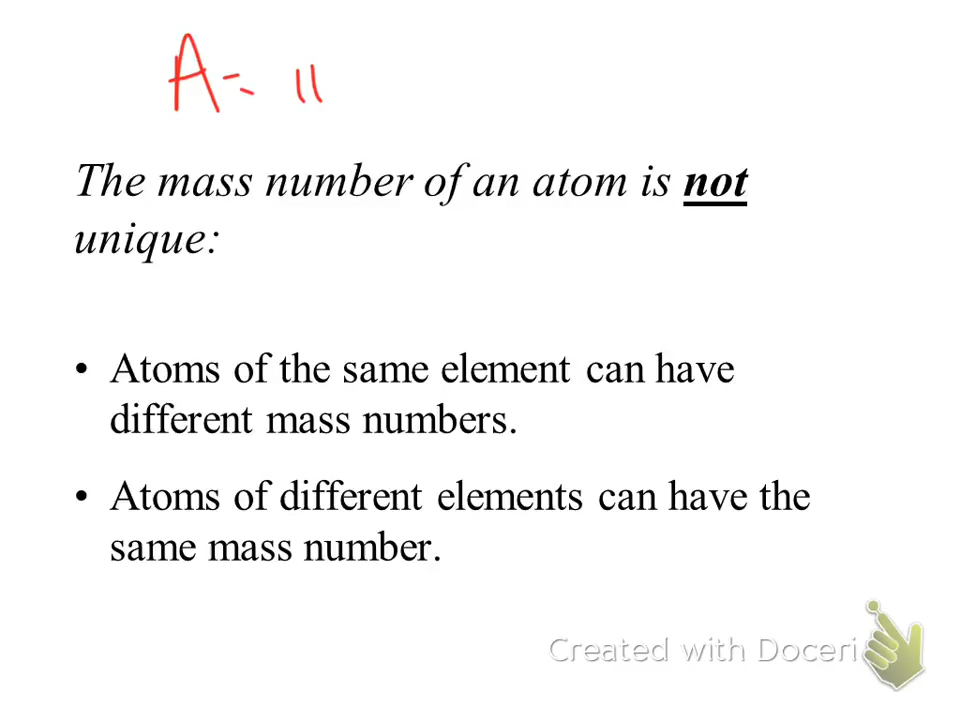 A = 11
The mass number of an atom is not
unique:
• Atoms of the same element can have
different mass numbers.
• Atoms of different elements can have the
same mass number.
Created with Doceri